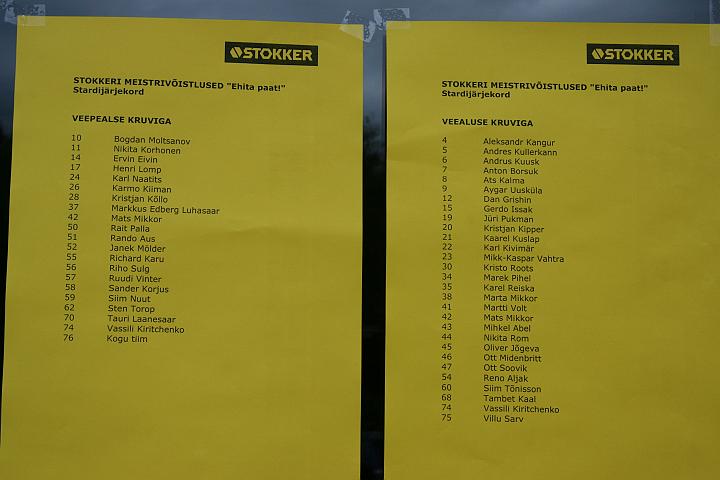 STOKKER
STOKKERI MEISTRIVÕISTLUSED "Ehita paat!"
Stardijärjekord
VEEPEALSE KRUVIGA
10 Bogdan Moltsanov
11 Nikita Korhonen
14 Ervin Eivin
17 Henri Lomp
24 Karl Naatits
26 Karmo Kiiman
28 Kristjan Kõllo
37 Markkus Edberg Luhasaar
42 Mats Mikkor
50 Rait Palla
51 Rando Aus
52 Janek Mölder
55 Richard Karu
56 Riho Sulg
57 Ruudi Vinter
58 Sander Korjus
59 Siim Nuut
62 Sten Torop
70 Tauri Laanesaar
74 Vassili Kiritchenko
76 Kogu tiim
STOKKER
STOKKERI MEISTRIVÕISTLUSED "Ehita paat!"
Stardijärjekord
VEEALUSE KRUVIGA
4 Aleksandr Kangur
5 Andres Kullerkann
6 Andrus Kuusk
7 Anton Borsuk
8 Ats Kalma
9 Aygar Uusküla
12 Dan Grishin
15 Gerdo Issak
19 Jüri Pukman
20 Kristjan Kipper
21 Kaarel Kuslap
22 Karl Kivimär
23 Mikk-Kaspar Vahtra
30 Kristo Roots
34 Marek Pihel
35 Karel Reiska
38 Marta Mikkor
41 Martti Volt
42 Mats Mikkor
43 Mihkel Abel
44 Nikita Rom
45 Oliver Jõgeva
46 Ott Midenbritt
47 Ott Soovik
54 Reno Aljak
60 Siim Tõnisson
68 Tambet Kaal
74 Vassili Kiritchenko
75 Villu Sarv